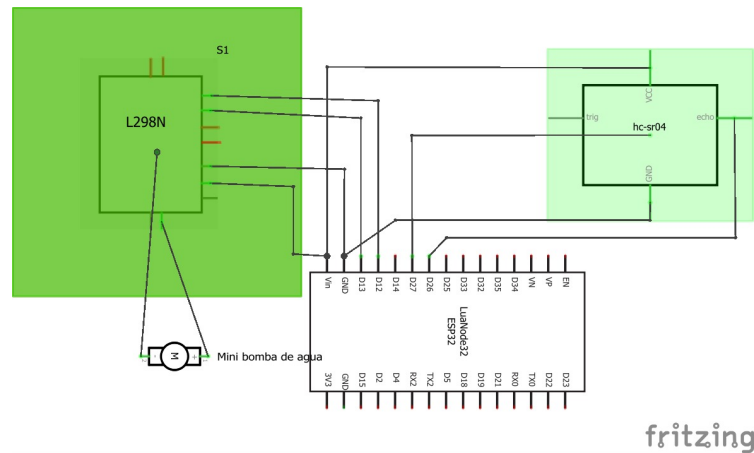 S1
L298N
VCC
trig
hc-sr04
echo
GND
Vin
GND
D13
D12
D14
D27
D26
D25
D33
D32
D35
D34
VN
VP
EN
LuaNode32
ESP32
M
Mini bomba de agua
3V3
GND
D15
D2
D4
RX2
TX2
D5
D18
D19
D21
RX0
TX0
D22
D23
fritzing